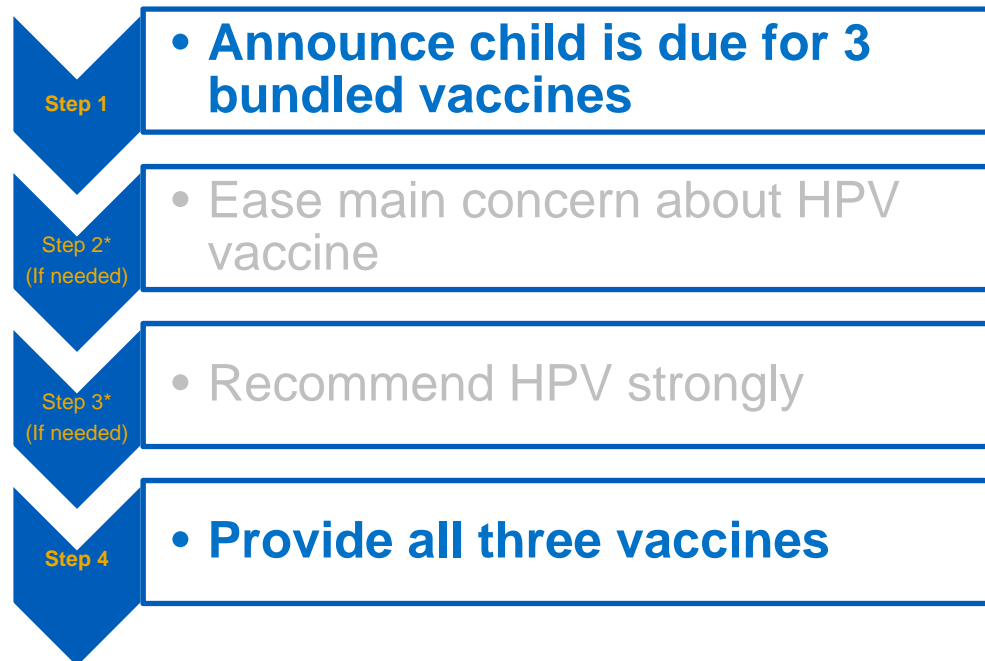 Step 1
• Announce child is due for 3
bundled vaccines
Step 2*
(If needed)
• Ease main concern about HPV
vaccine
Step 3*
(If needed)
• Recommend HPV strongly
Step 4
• Provide all three vaccines